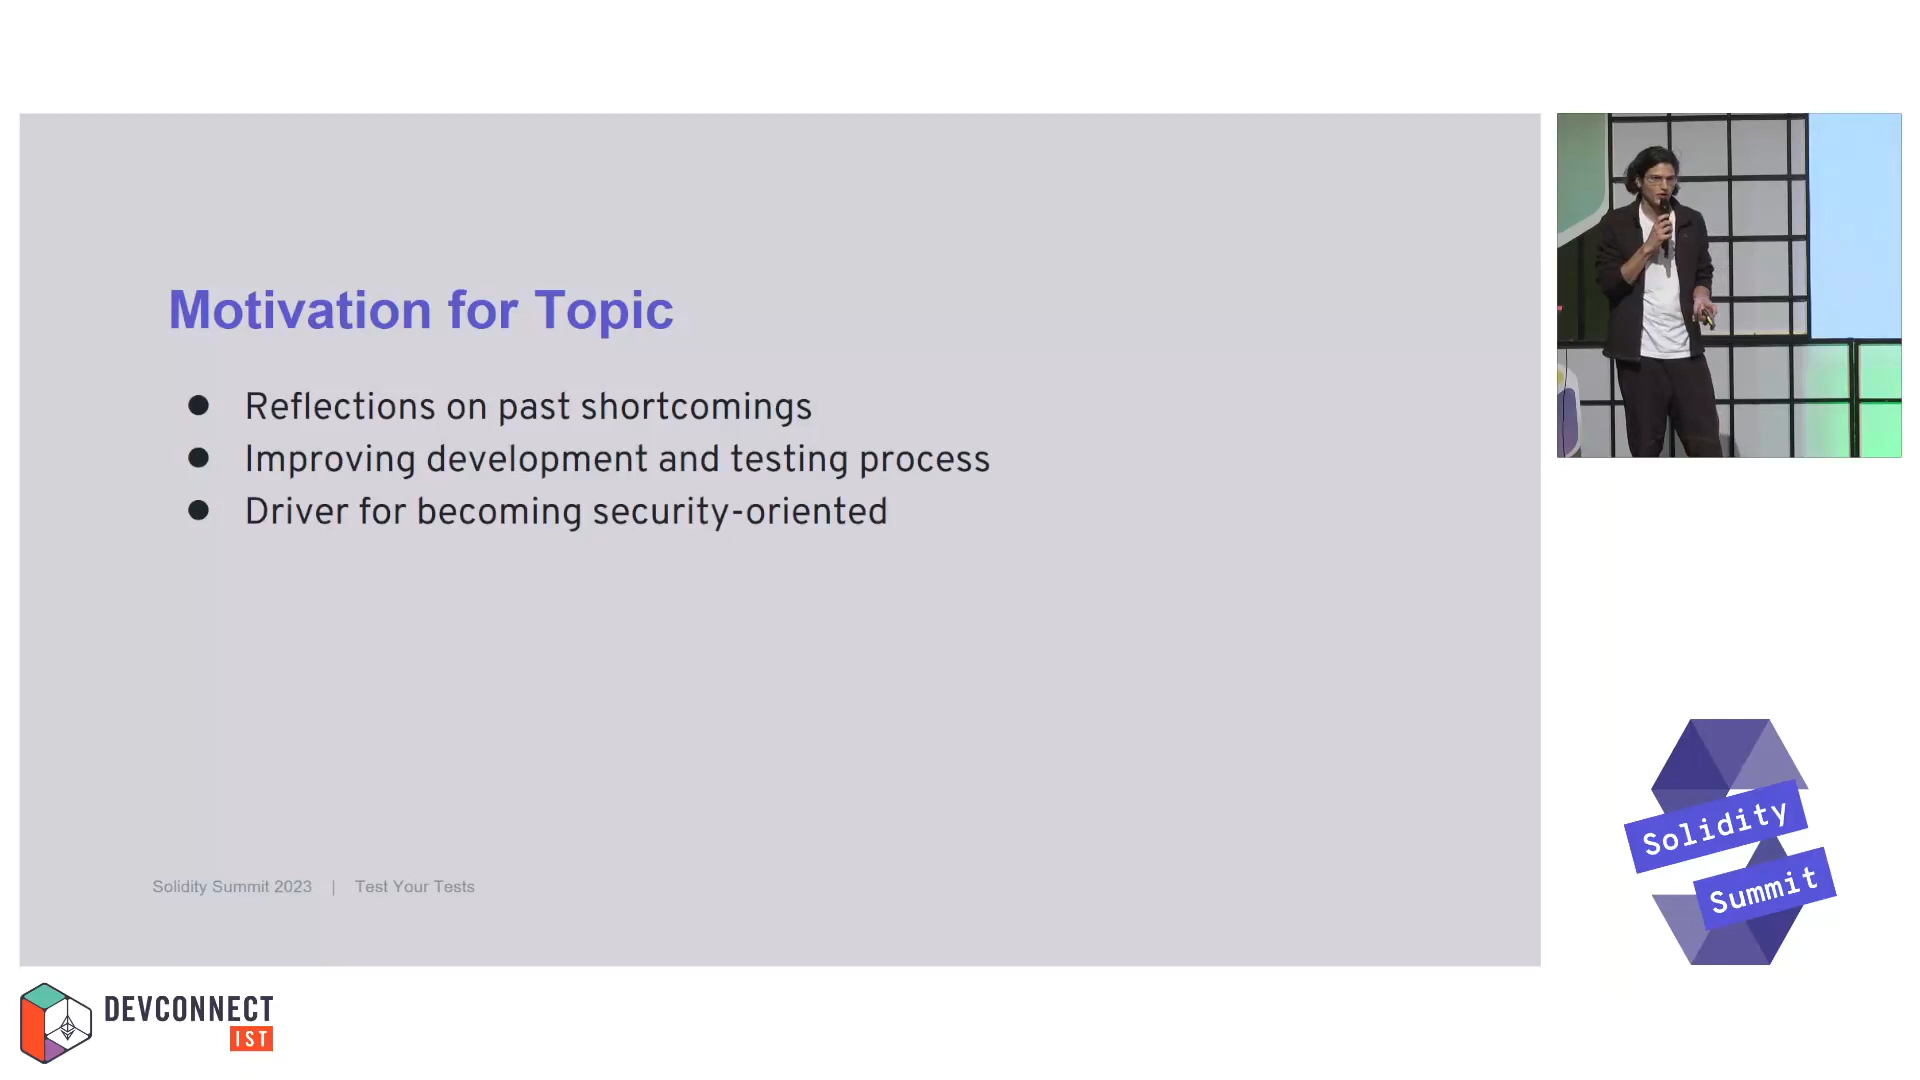 Motivation for Topic
● Reflections on past shortcomings
● Improving development and testing process
● Driver for becoming security-oriented
Solidity Summit 2023 | Test Your Tests
Solidity
Summit
DEVCONNECT
IST